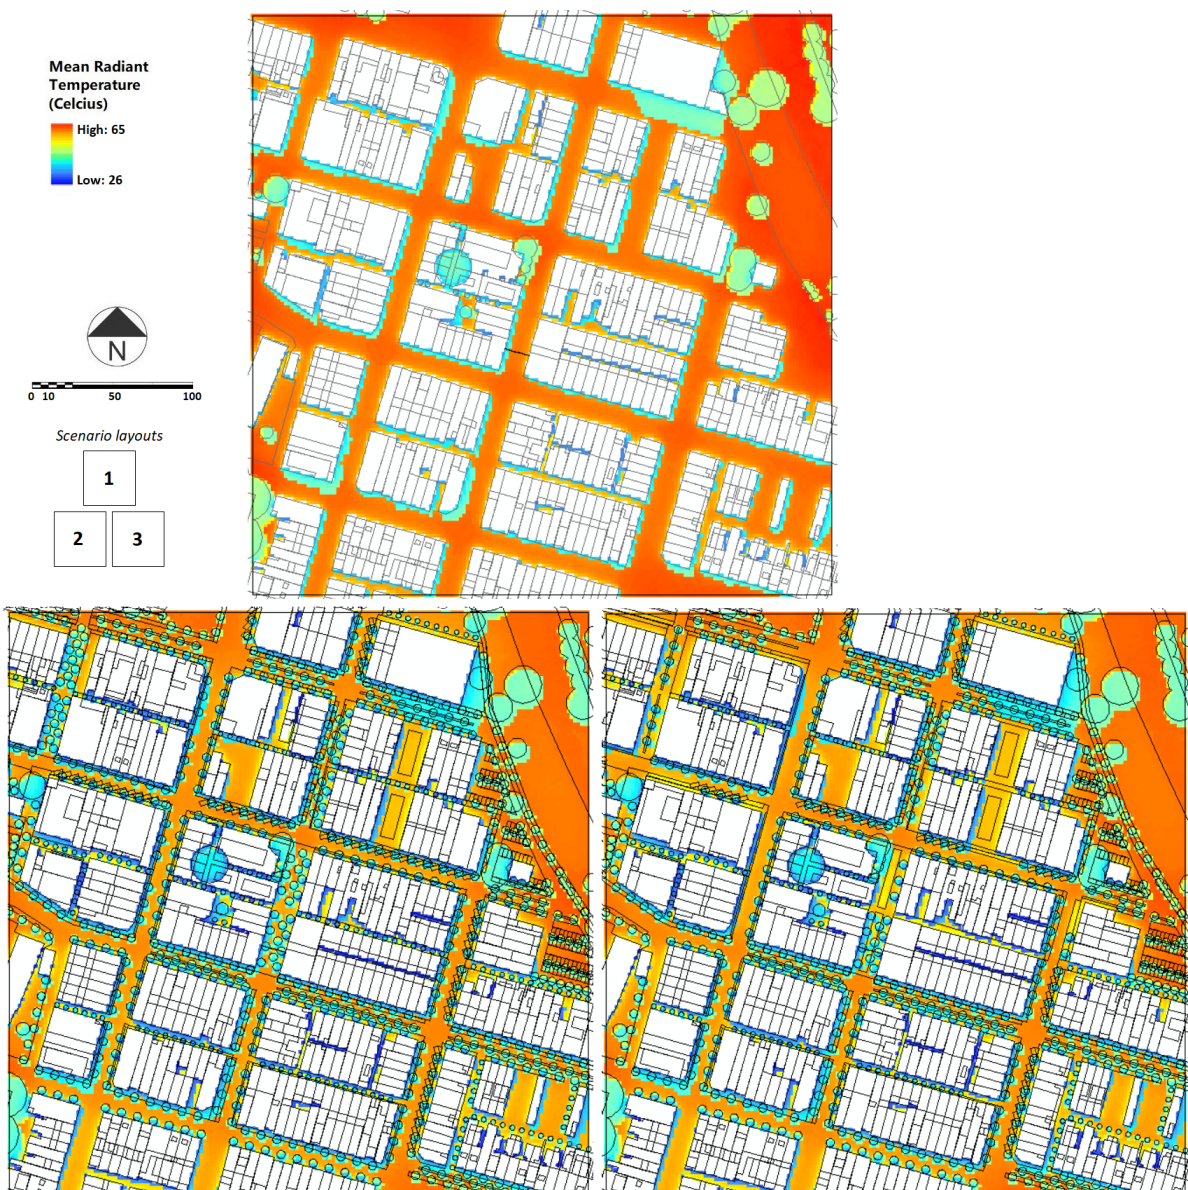 Mean Radiant
Temperature
(Celcius)
High: 65
Low: 26
N
0 10 50 100
Scenario layouts
1
2 3